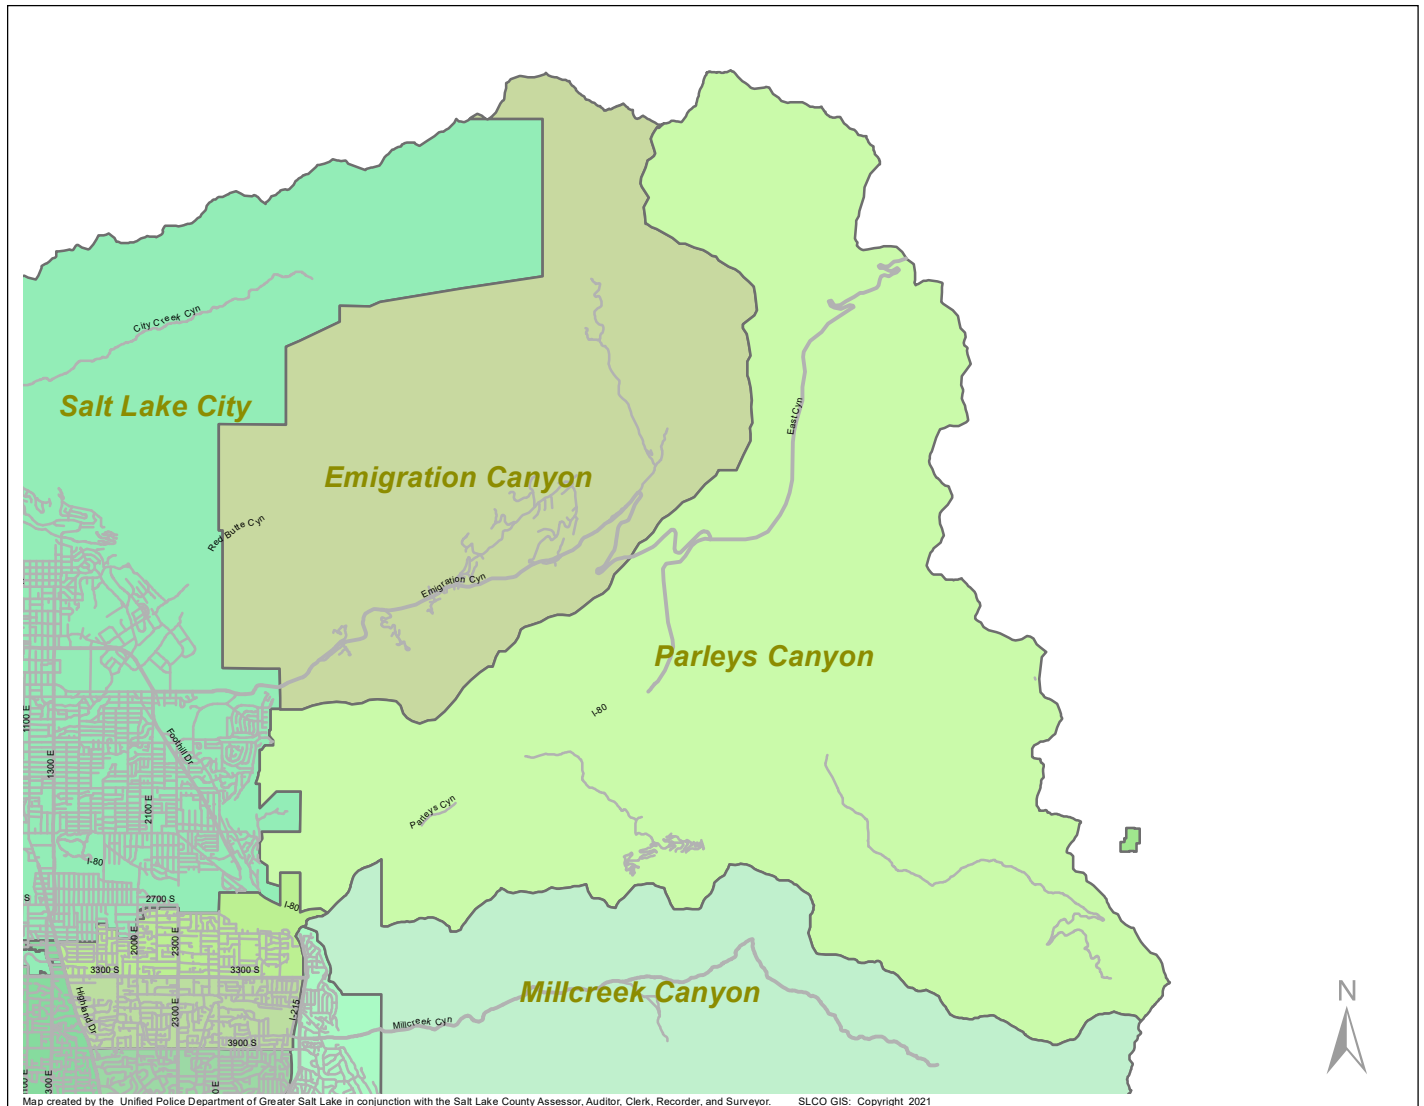 City Creek Cyn
Salt Lake City
East Cyn
Emigration Canyon
Red Butte Cyn
Emigration Cyn
Parleys Canyon
I-80
1100 E
Foothill Dr
1300 E
2100 E
Parleys Cyn
I-80
S
2700 S
I-80
2000 E
2300 E
3300 S
3300 S
Highland Dr
2300 E
I-215
Millcreek Canyon
Millcreek Cyn
3900 S
N
Map created by the Unified Police Department of Greater Salt Lake in conjunction with the Salt Lake County Assessor, Auditor, Clerk, Recorder, and Surveyor. SLCO GIS: Copyright 2021